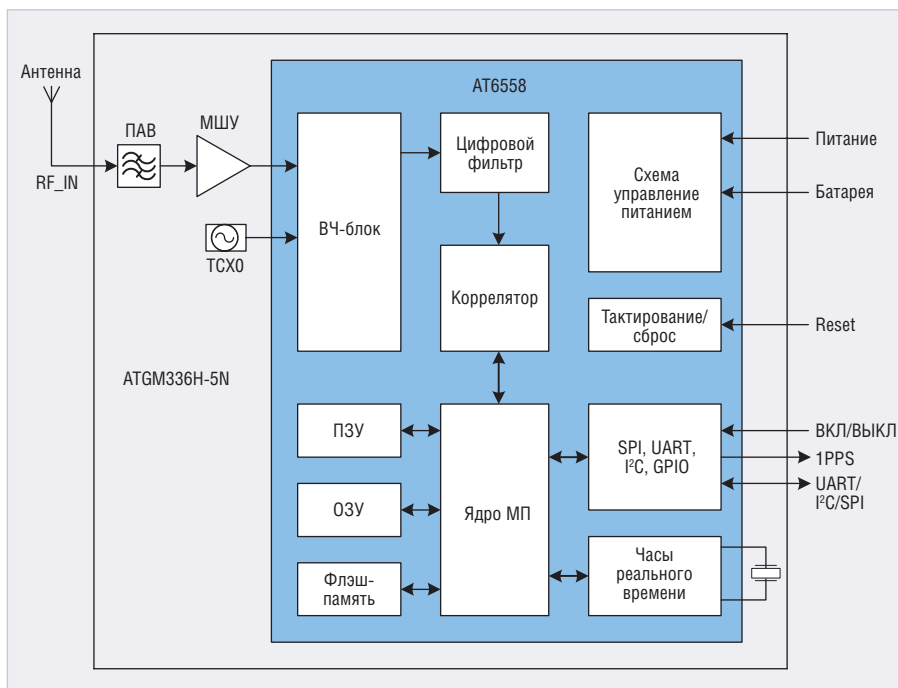 Антенна
RF_IN
ПАВ
МШУ
TCX0
ATGM336H-5N
AT6558
ВЧ-блок
Цифровой
фильтр
Коррелятор
Схема
управление
питанием
Тактирование/
сброс
ПЗУ
ОЗУ
Флэш-
память
Ядро МП
SPI, UART,
I²C, GPIO
Часы
реального
времени
Питание
Батарея
Reset
ВКЛ/ВЫКЛ
1PPS
UART/
I²C/SPI